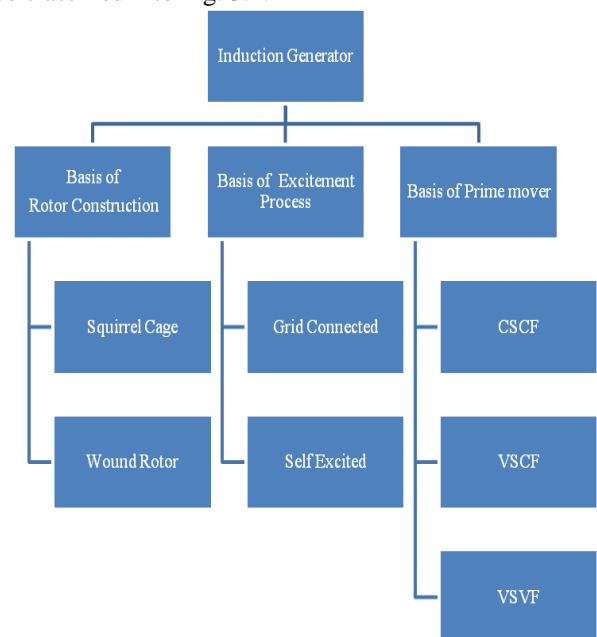 Induction Generator
Basis of
Rotor Construction
Basis of Excitement
Process
Basis of Prime mover
Squirrel Cage
Grid Connected
CSCF
Wound Rotor
Self Excited
VSCF
VSVF